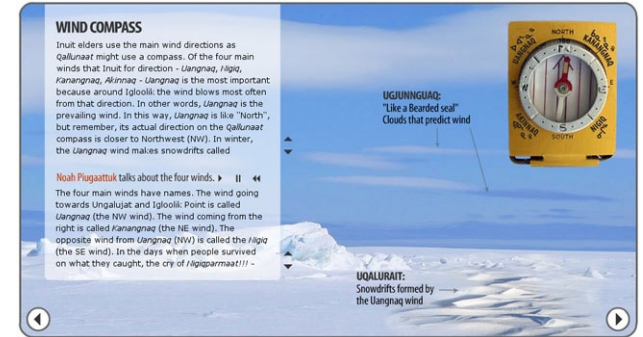 WIND COMPASS
Inuit elders use the main wind directions as
Qallunaat might use a compass. Of the four main
winds that Inuit for direction - Uangnaq, Nigiq,
Kanangnaq, Akinnaq - Uangnaq is the most important
because around Igloolik the wind blows most often
from that direction. In other words, Uangnaq is the
prevailing wind. In this way, Uangnaq is like "North",
but remember, its actual direction on the Qallunaat
compass is closer to Northwest (NW). In winter,
the Uangnaq wind makes snowdrifts called
Noah Piugaattuk talks about the four winds.
The four main winds have names. The wind going
towards Ungalujat and Igloolik Point is called
Uangnaq (the NW wind). The wind coming from the
right is called Kanangnaq (the NE wind). The
opposite wind from Uangnaq (NW) is called the Nigiq
(the SE wind). In the days when people survived
on what they caught, the cry of Nigiqparmaat!!! -
UGJUNNGUAQ:
"Like a Bearded seal"
Clouds that predict wind
NORTH
UANGNAQ
KANANGNAQ
AKINNAQ
NIGIQ
SOUTH
UQALURAIT:
Snowdrifts formed by
the Uangnaq wind